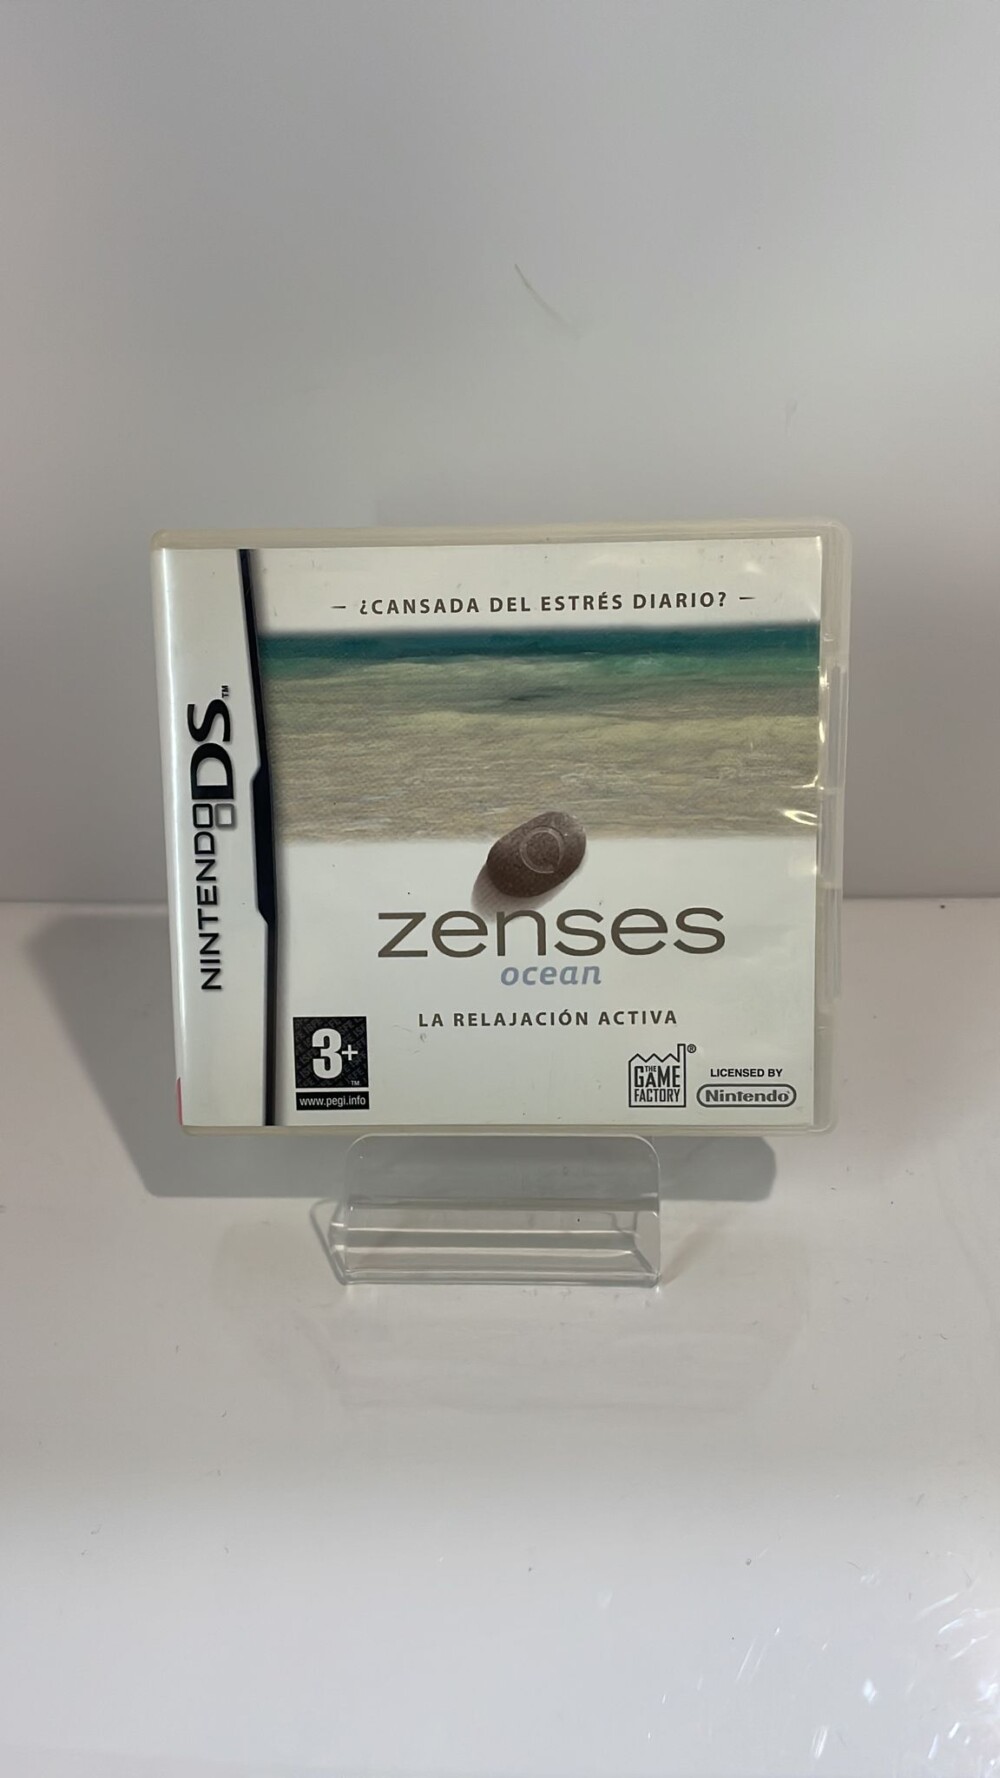 — ¿CANSADA DEL ESTRÉS DIARIO? —
NINTENDO DS™
zenses
ocean
LA RELAJACIÓN ACTIVA
3+
TM
www.pegi.info
THE
GAME
FACTORY
®
LICENSED BY
Nintendo®